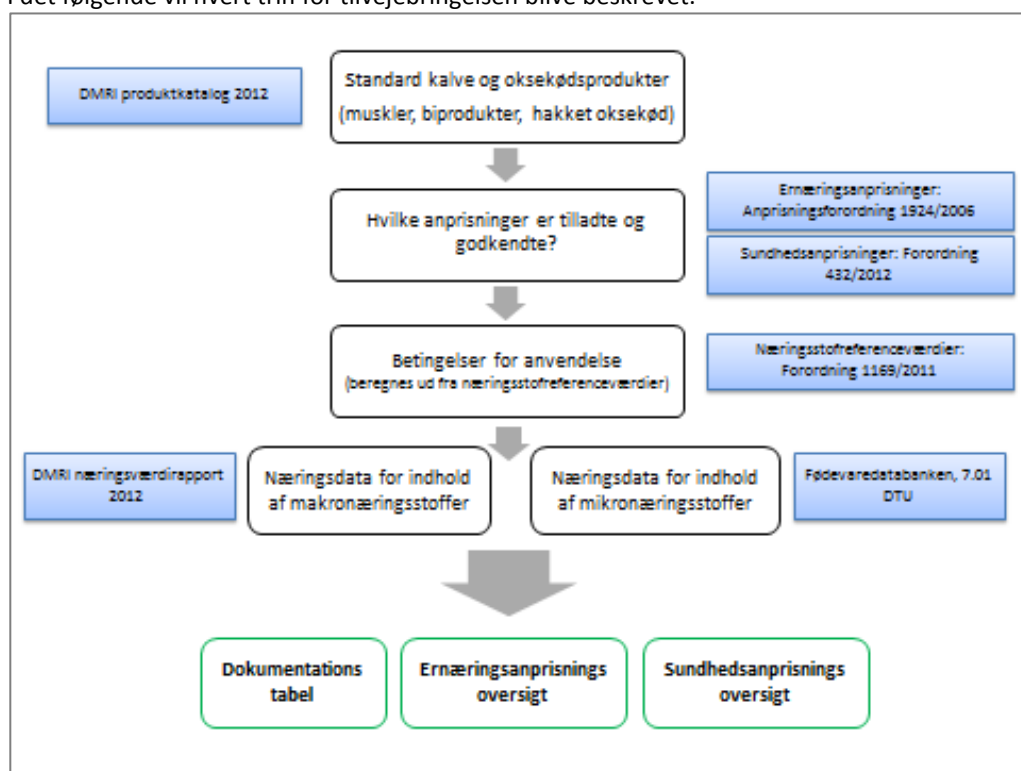 I det følgende vil hvert trin for tilvejebringelsen blive beskrevet.
DMRI produktkatalog 2012
Standard kalve og oksekødsprodukter
(muskler, biprodukter, hakket oksekød)
Hvilke anprisninger er tilladte og
godkendte?
Ernæringsanprisninger:
Anprisningsforordning 1924/2006
Sundhedsanprisninger: Forordning
432/2012
Betingelser for anvendelse
(beregnes ud fra næringsstofreferenceværdier)
Næringsstofreferenceværdier:
Forordning 1169/2011
DMRI næringsværdirapport
2012
Næringsdata for indhold
af makronæringsstoffer
Næringsdata for indhold
af mikronæringsstoffer
Fødevaredatabanken, 7.01
DTU
Dokumentations
tabel
Ernæringsanprisnings
oversigt
Sundhedsanprisnings
oversigt